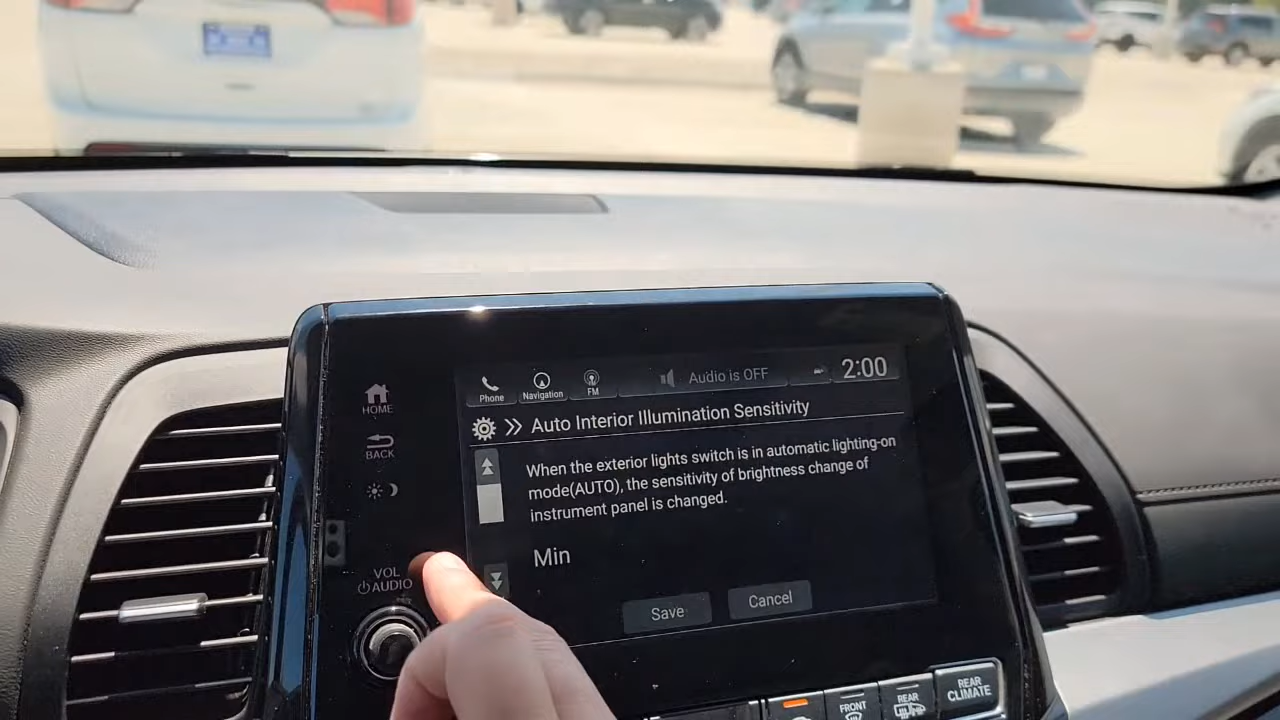 HOME
BACK
VOL
AUDIO
Phone
Navigation
FM
Audio is OFF
2:00
Auto Interior Illumination Sensitivity
When the exterior lights switch is in automatic lighting-on
mode(AUTO), the sensitivity of brightness change of
instrument panel is changed.
Min
Save
Cancel
FRONT
REAR
REAR
CLIMATE